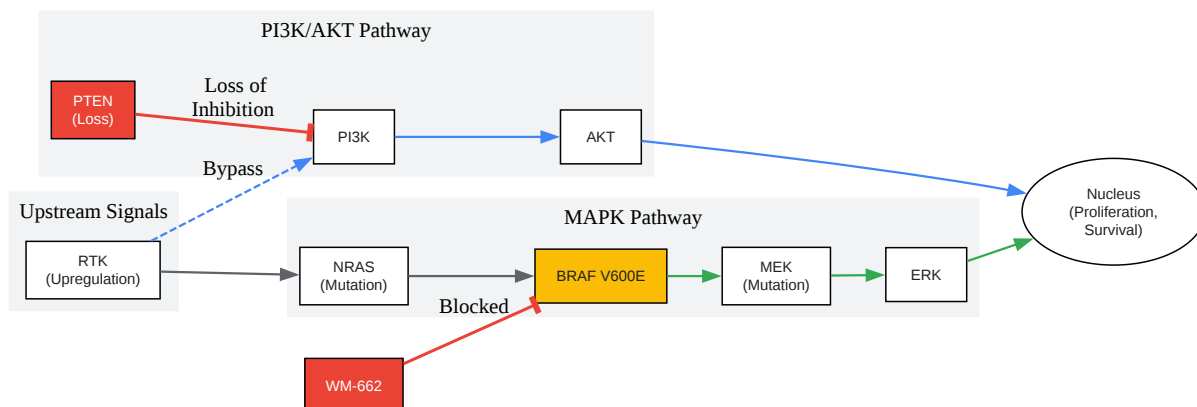 PI3K/AKT Pathway
PTEN
(Loss)
Loss of
Inhibition
PI3K
AKT
Bypass
Upstream Signals
RTK
(Upregulation)
MAPK Pathway
NRAS
(Mutation)
BRAF V600E
MEK
(Mutation)
ERK
Nucleus
(Proliferation,
Survival)
Blocked
WM-662